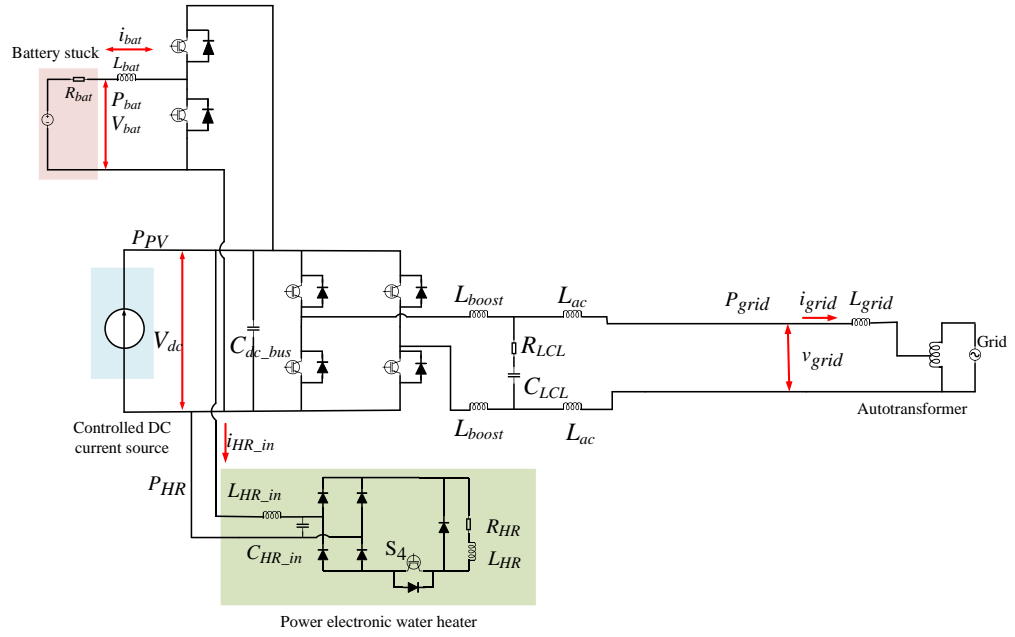 i_bat
Battery stuck
L_bat
R_bat
P_bat
V_bat
P_PV
L_boost
L_ac
P_grid
i_grid
L_grid
V_dc
C_dc_bus
R_LCL
C_LCL
v_grid
Grid
Autotransformer
L_boost
L_ac
Controlled DC
current source
i_HR_in
P_HR
L_HR_in
R_HR
C_HR_in
S_4
L_HR
Power electronic water heater